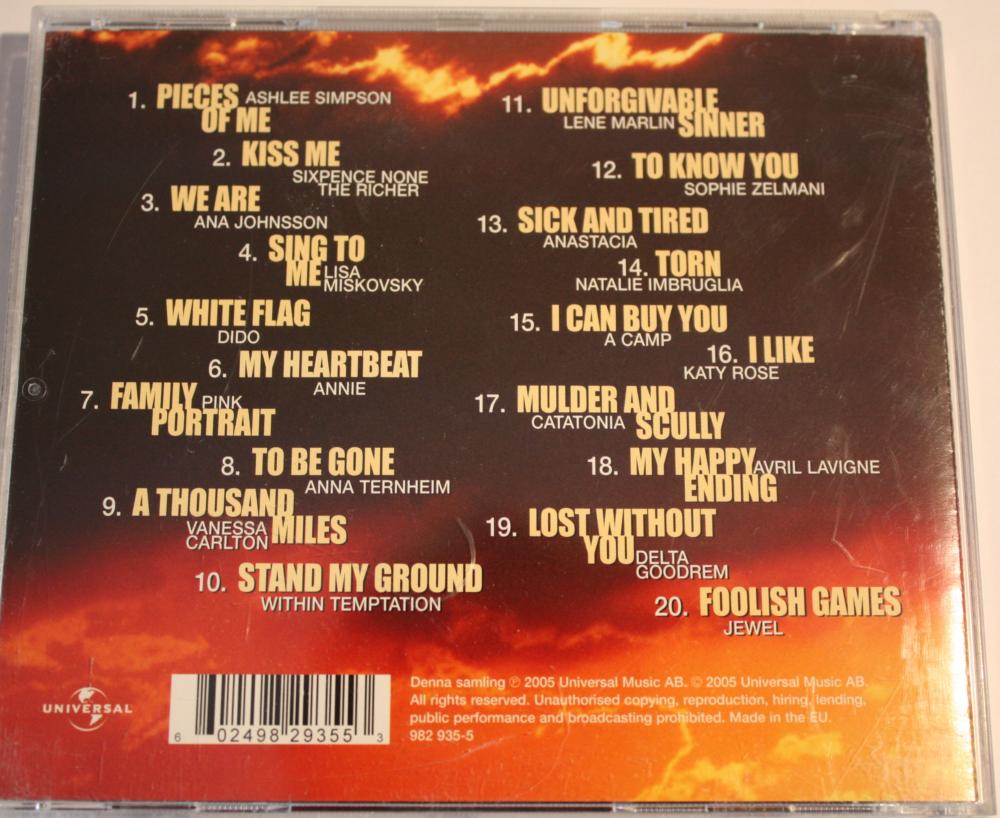 1. PIECES ASHLEE SIMPSON
OF ME
2. KISS ME
SIXPENCE NONE
THE RICHER
3. WE ARE
ANA JOHNSSON
4. SING TO
ME LISA
MISKOVSKY
5. WHITE FLAG
DIDO
6. MY HEARTBEAT
ANNIE
7. FAMILY PINK
PORTRAIT
8. TO BE GONE
ANNA TERNHEIM
9. A THOUSAND
VANESSA MILES
CARLTON
10. STAND MY GROUND
WITHIN TEMPTATION
11. UNFORGIVABLE
LENE MARLIN SINNER
12. TO KNOW YOU
SOPHIE ZELMANI
13. SICK AND TIRED
ANASTACIA
14. TORN
NATALIE IMBRUGLIA
15. I CAN BUY YOU
A CAMP
16. I LIKE
KATY ROSE
17. MULDER AND
CATATONIA SCULLY
18. MY HAPPY AVRIL LAVIGNE
ENDING
19. LOST WITHOUT
YOU DELTA
GOODREM
20. FOOLISH GAMES
JEWEL
UNIVERSAL
6 02498 29355 3
Denna samling ℗ 2005 Universal Music AB. © 2005 Universal Music AB.
All rights reserved. Unauthorised copying, reproduction, hiring, lending,
public performance and broadcasting prohibited. Made in the EU.
982 935-5